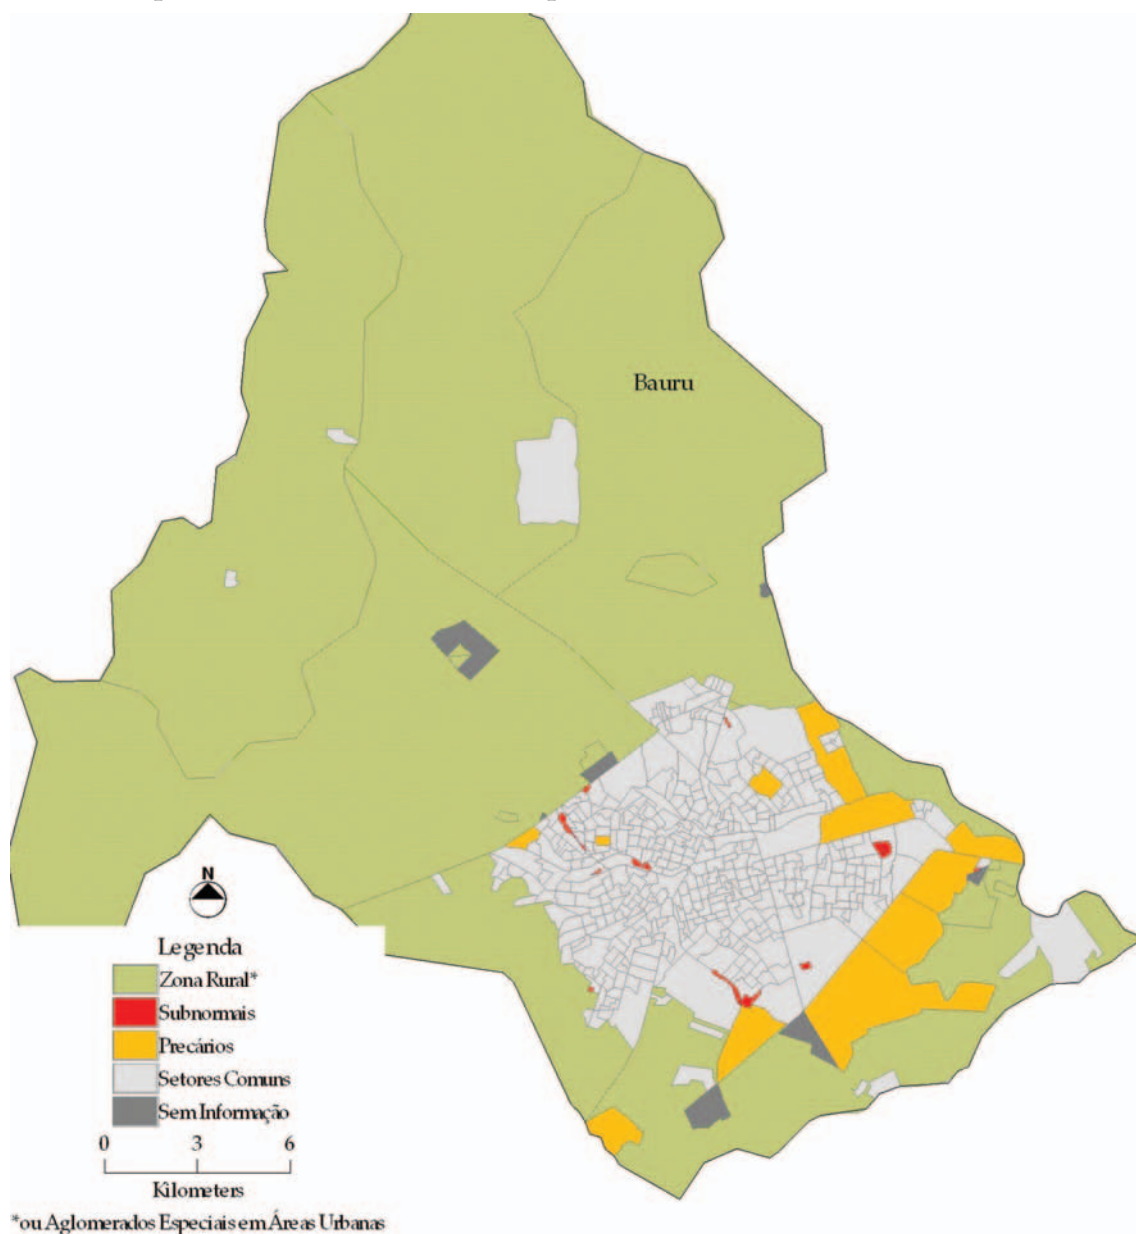 Bauru
N
Legenda
Zona Rural*
Subnormais
Precários
Setores Comuns
Sem Informação
0 3 6
Kilometers
*ou Aglomerados Especiais em Áreas Urbanas